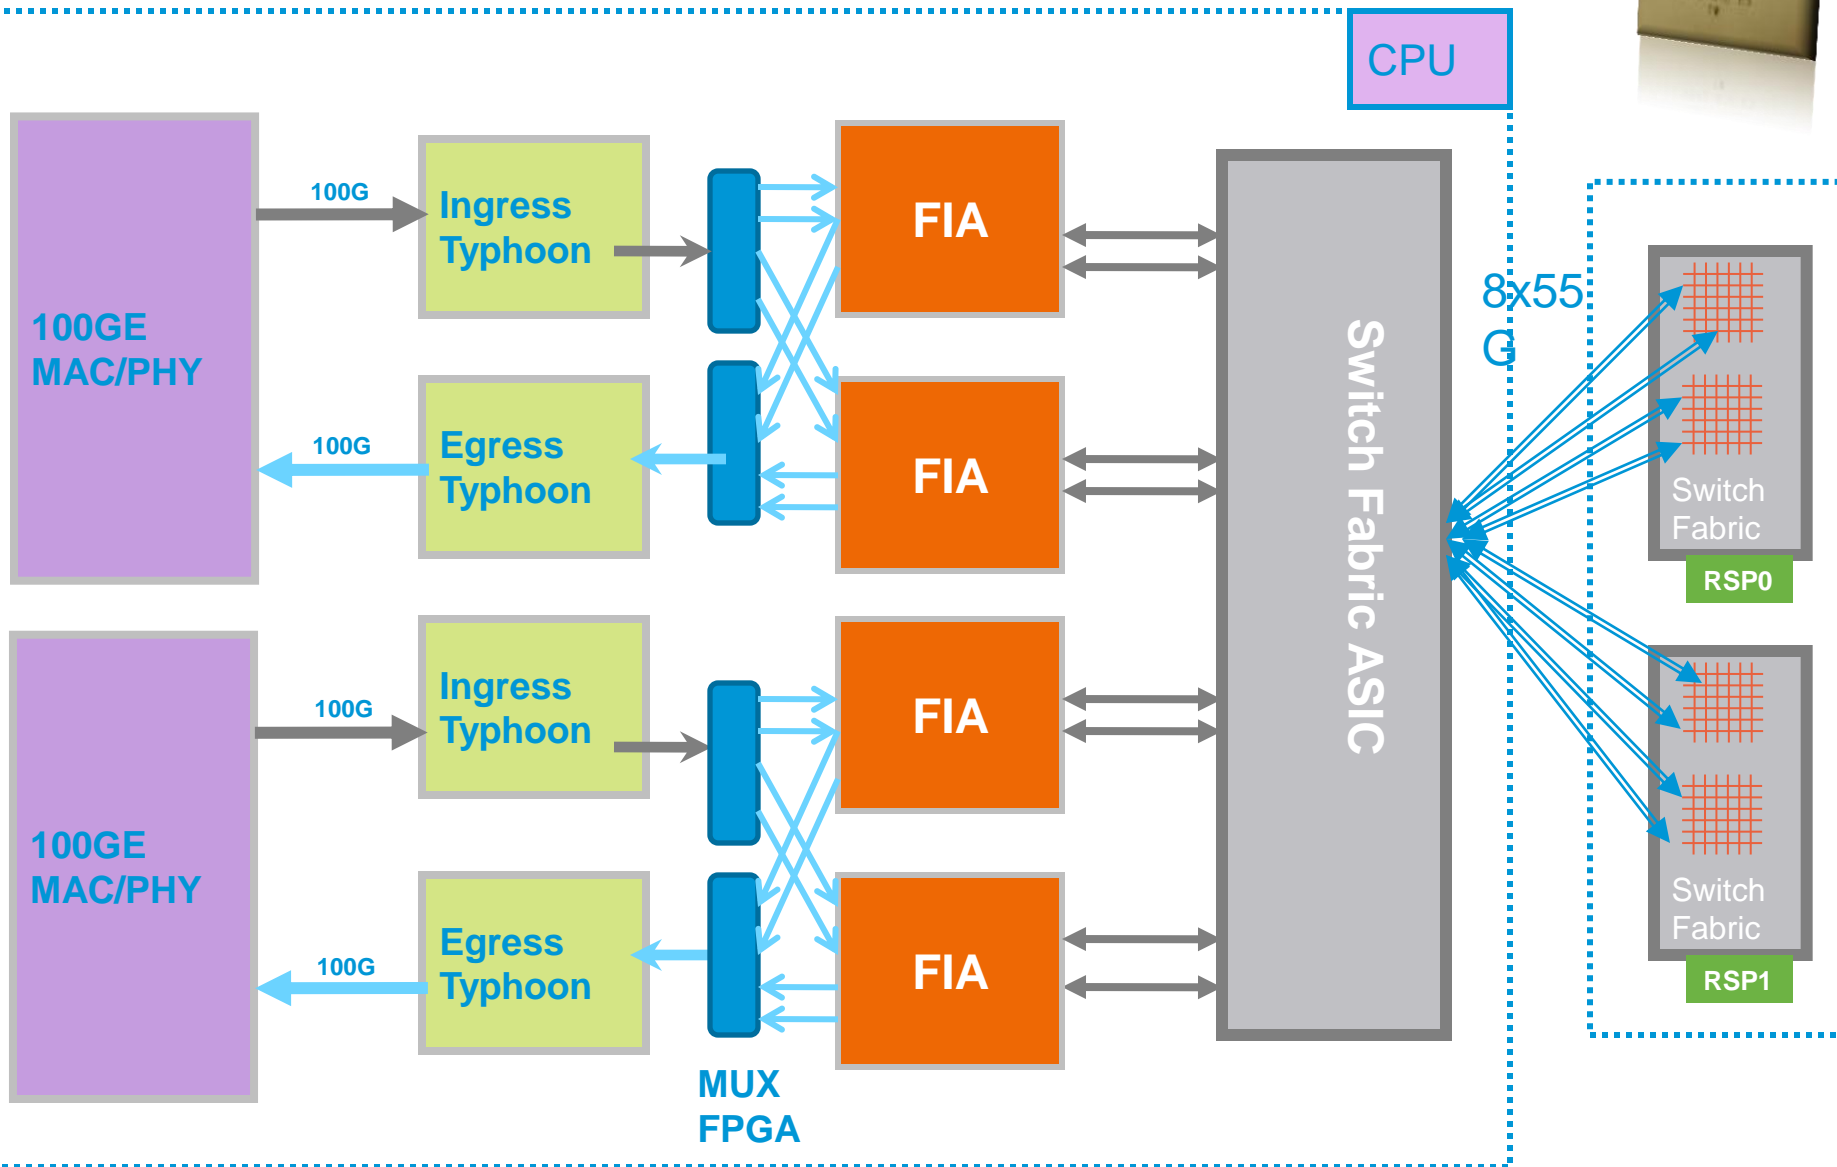 CPU
100GE
MAC/PHY
100G
Ingress
Typhoon
FIA
100G
Egress
Typhoon
FIA
100GE
MAC/PHY
100G
Ingress
Typhoon
FIA
100G
Egress
Typhoon
FIA
MUX
FPGA
Switch Fabric ASIC
8x55
G
Switch
Fabric
RSP0
Switch
Fabric
RSP1